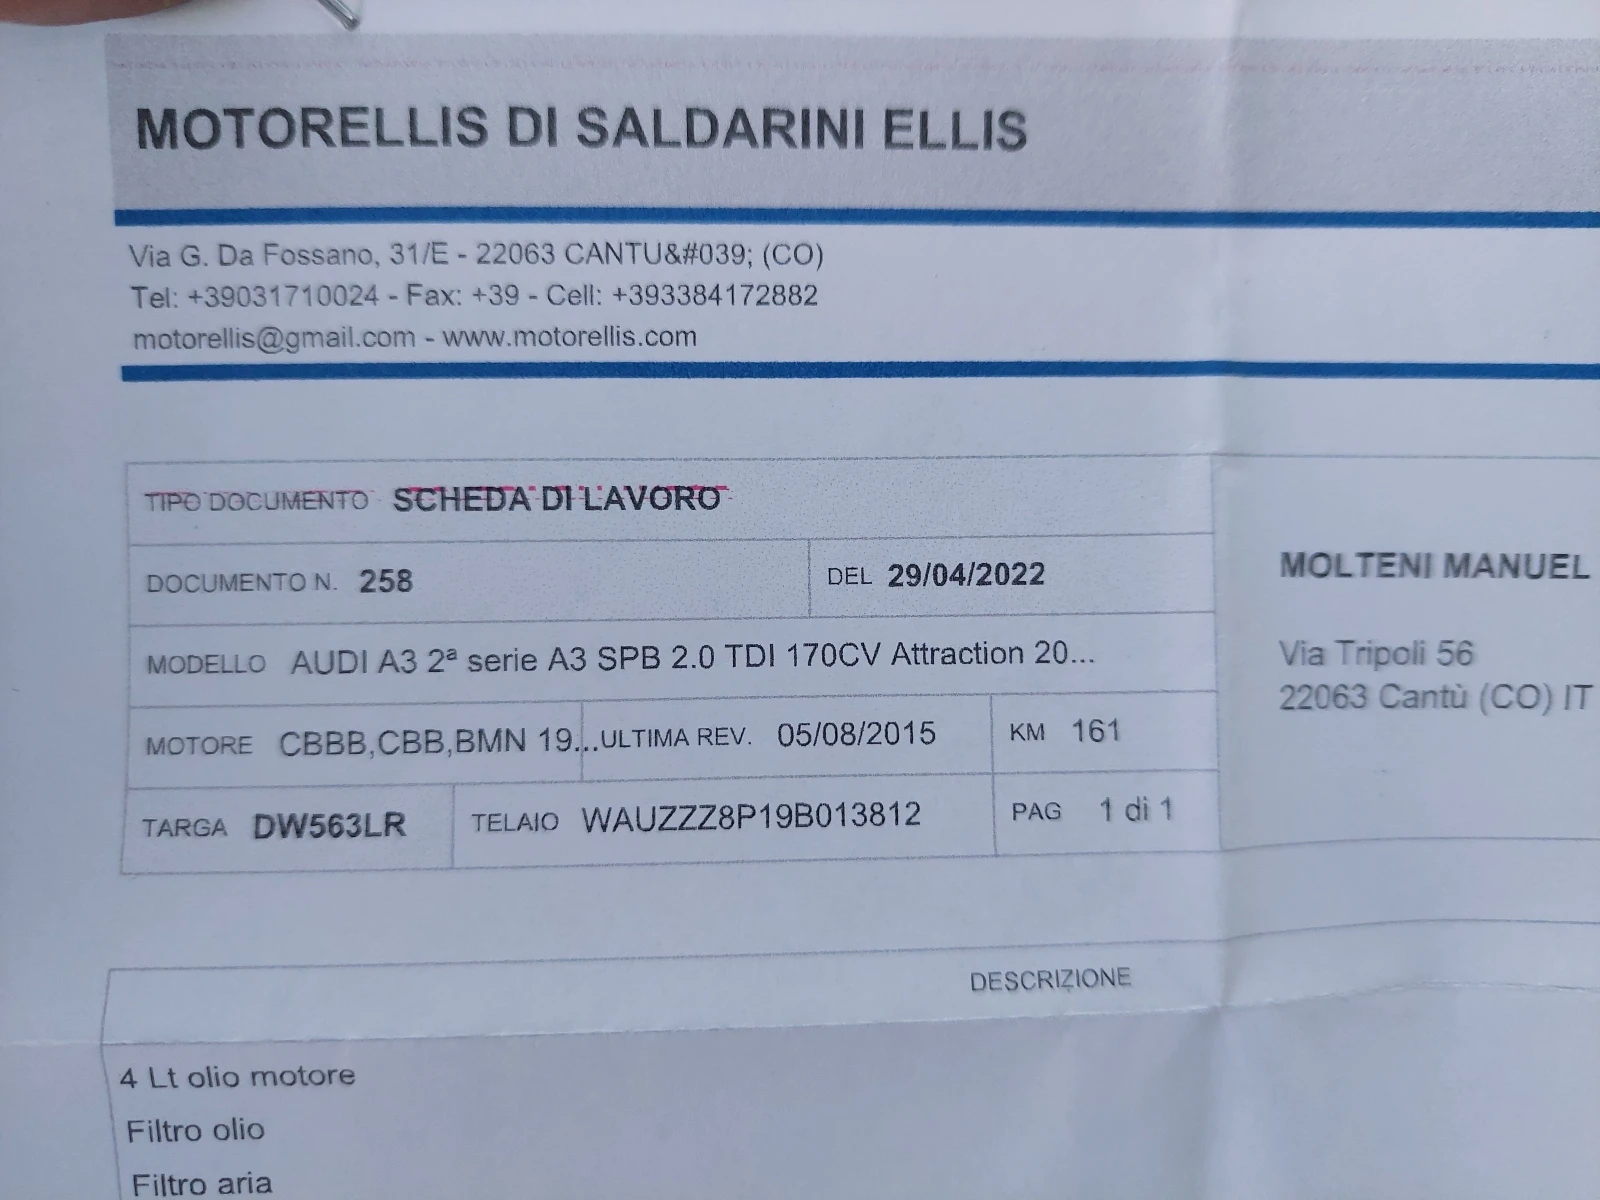 MOTORELLIS DI SALDARINI ELLIS
Via G. Da Fossano, 31/E - 22063 CANTU&#039; (CO)
Tel: +39031710024 - Fax: +39 - Cell: +393384172882
motorellis@gmail.com - www.motorellis.com
TIPO DOCUMENTO SCHEDA DI LAVORO
DOCUMENTO N. 258 DEL 29/04/2022
MODELLO AUDI A3 2ª serie A3 SPB 2.0 TDI 170CV Attraction 20...
MOTORE CBBB,CBB,BMN 19... ULTIMA REV. 05/08/2015 KM 161
TARGA DW563LR TELAIO WAUZZZ8P19B013812 PAG 1 di 1
MOLTENI MANUEL
Via Tripoli 56
22063 Cantù (CO) IT
DESCRIZIONE
4 Lt olio motore
Filtro olio
Filtro aria